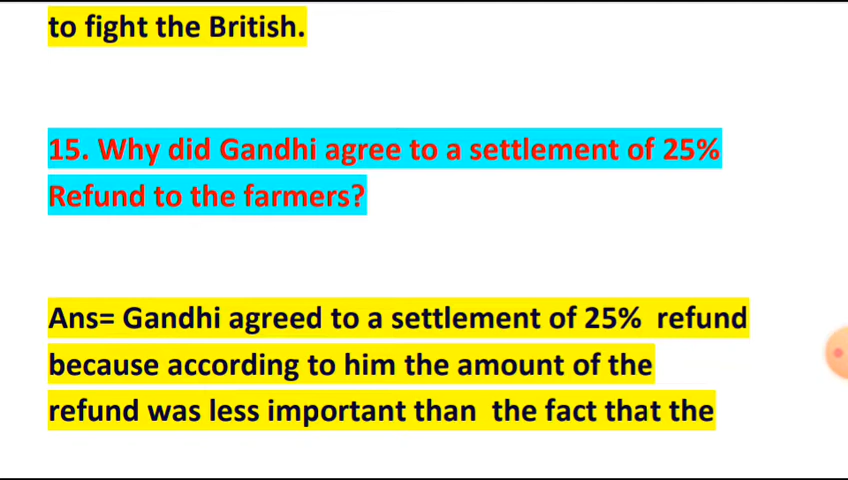 to fight the British.
15. Why did Gandhi agree to a settlement of 25%
Refund to the farmers?
Ans= Gandhi agreed to a settlement of 25% refund
because according to him the amount of the
refund was less important than the fact that the